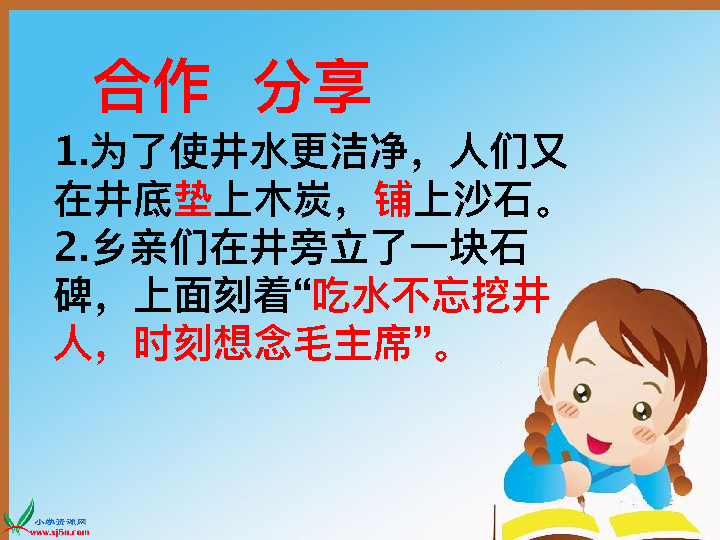 合作 分享
1.为了使井水更洁净，人们又
在井底垫上木炭，铺上沙石。
2.乡亲们在井旁立了一块石
碑，上面刻着“吃水不忘挖井
人，时刻想念毛主席”。
小学资源网
www.xj5u.com